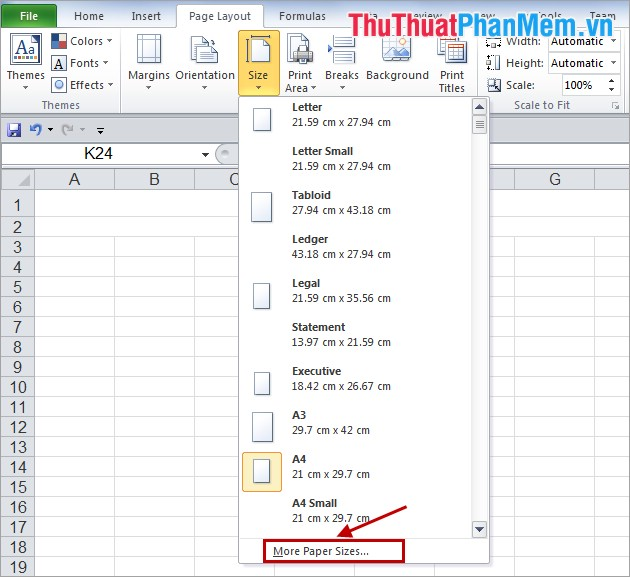 File Home Insert Page Layout Formulas
ThuThuatPhanMem.vn
Colors
Fonts
Effects
Themes
Margins
Orientation
Size
Print
Area
Breaks
Background
Print
Titles
Width: Automatic
Height: Automatic
Scale: 100%
Themes
Scale to Fit
K24
A B C G
1
2
3
4
5
6
7
8
9
10
11
12
13
14
15
16
17
18
19
Letter
21.59 cm x 27.94 cm
Letter Small
21.59 cm x 27.94 cm
Tabloid
27.94 cm x 43.18 cm
Ledger
43.18 cm x 27.94 cm
Legal
21.59 cm x 35.56 cm
Statement
13.97 cm x 21.59 cm
Executive
18.42 cm x 26.67 cm
A3
29.7 cm x 42 cm
A4
21 cm x 29.7 cm
A4 Small
21 cm x 29.7 cm
More Paper Sizes...